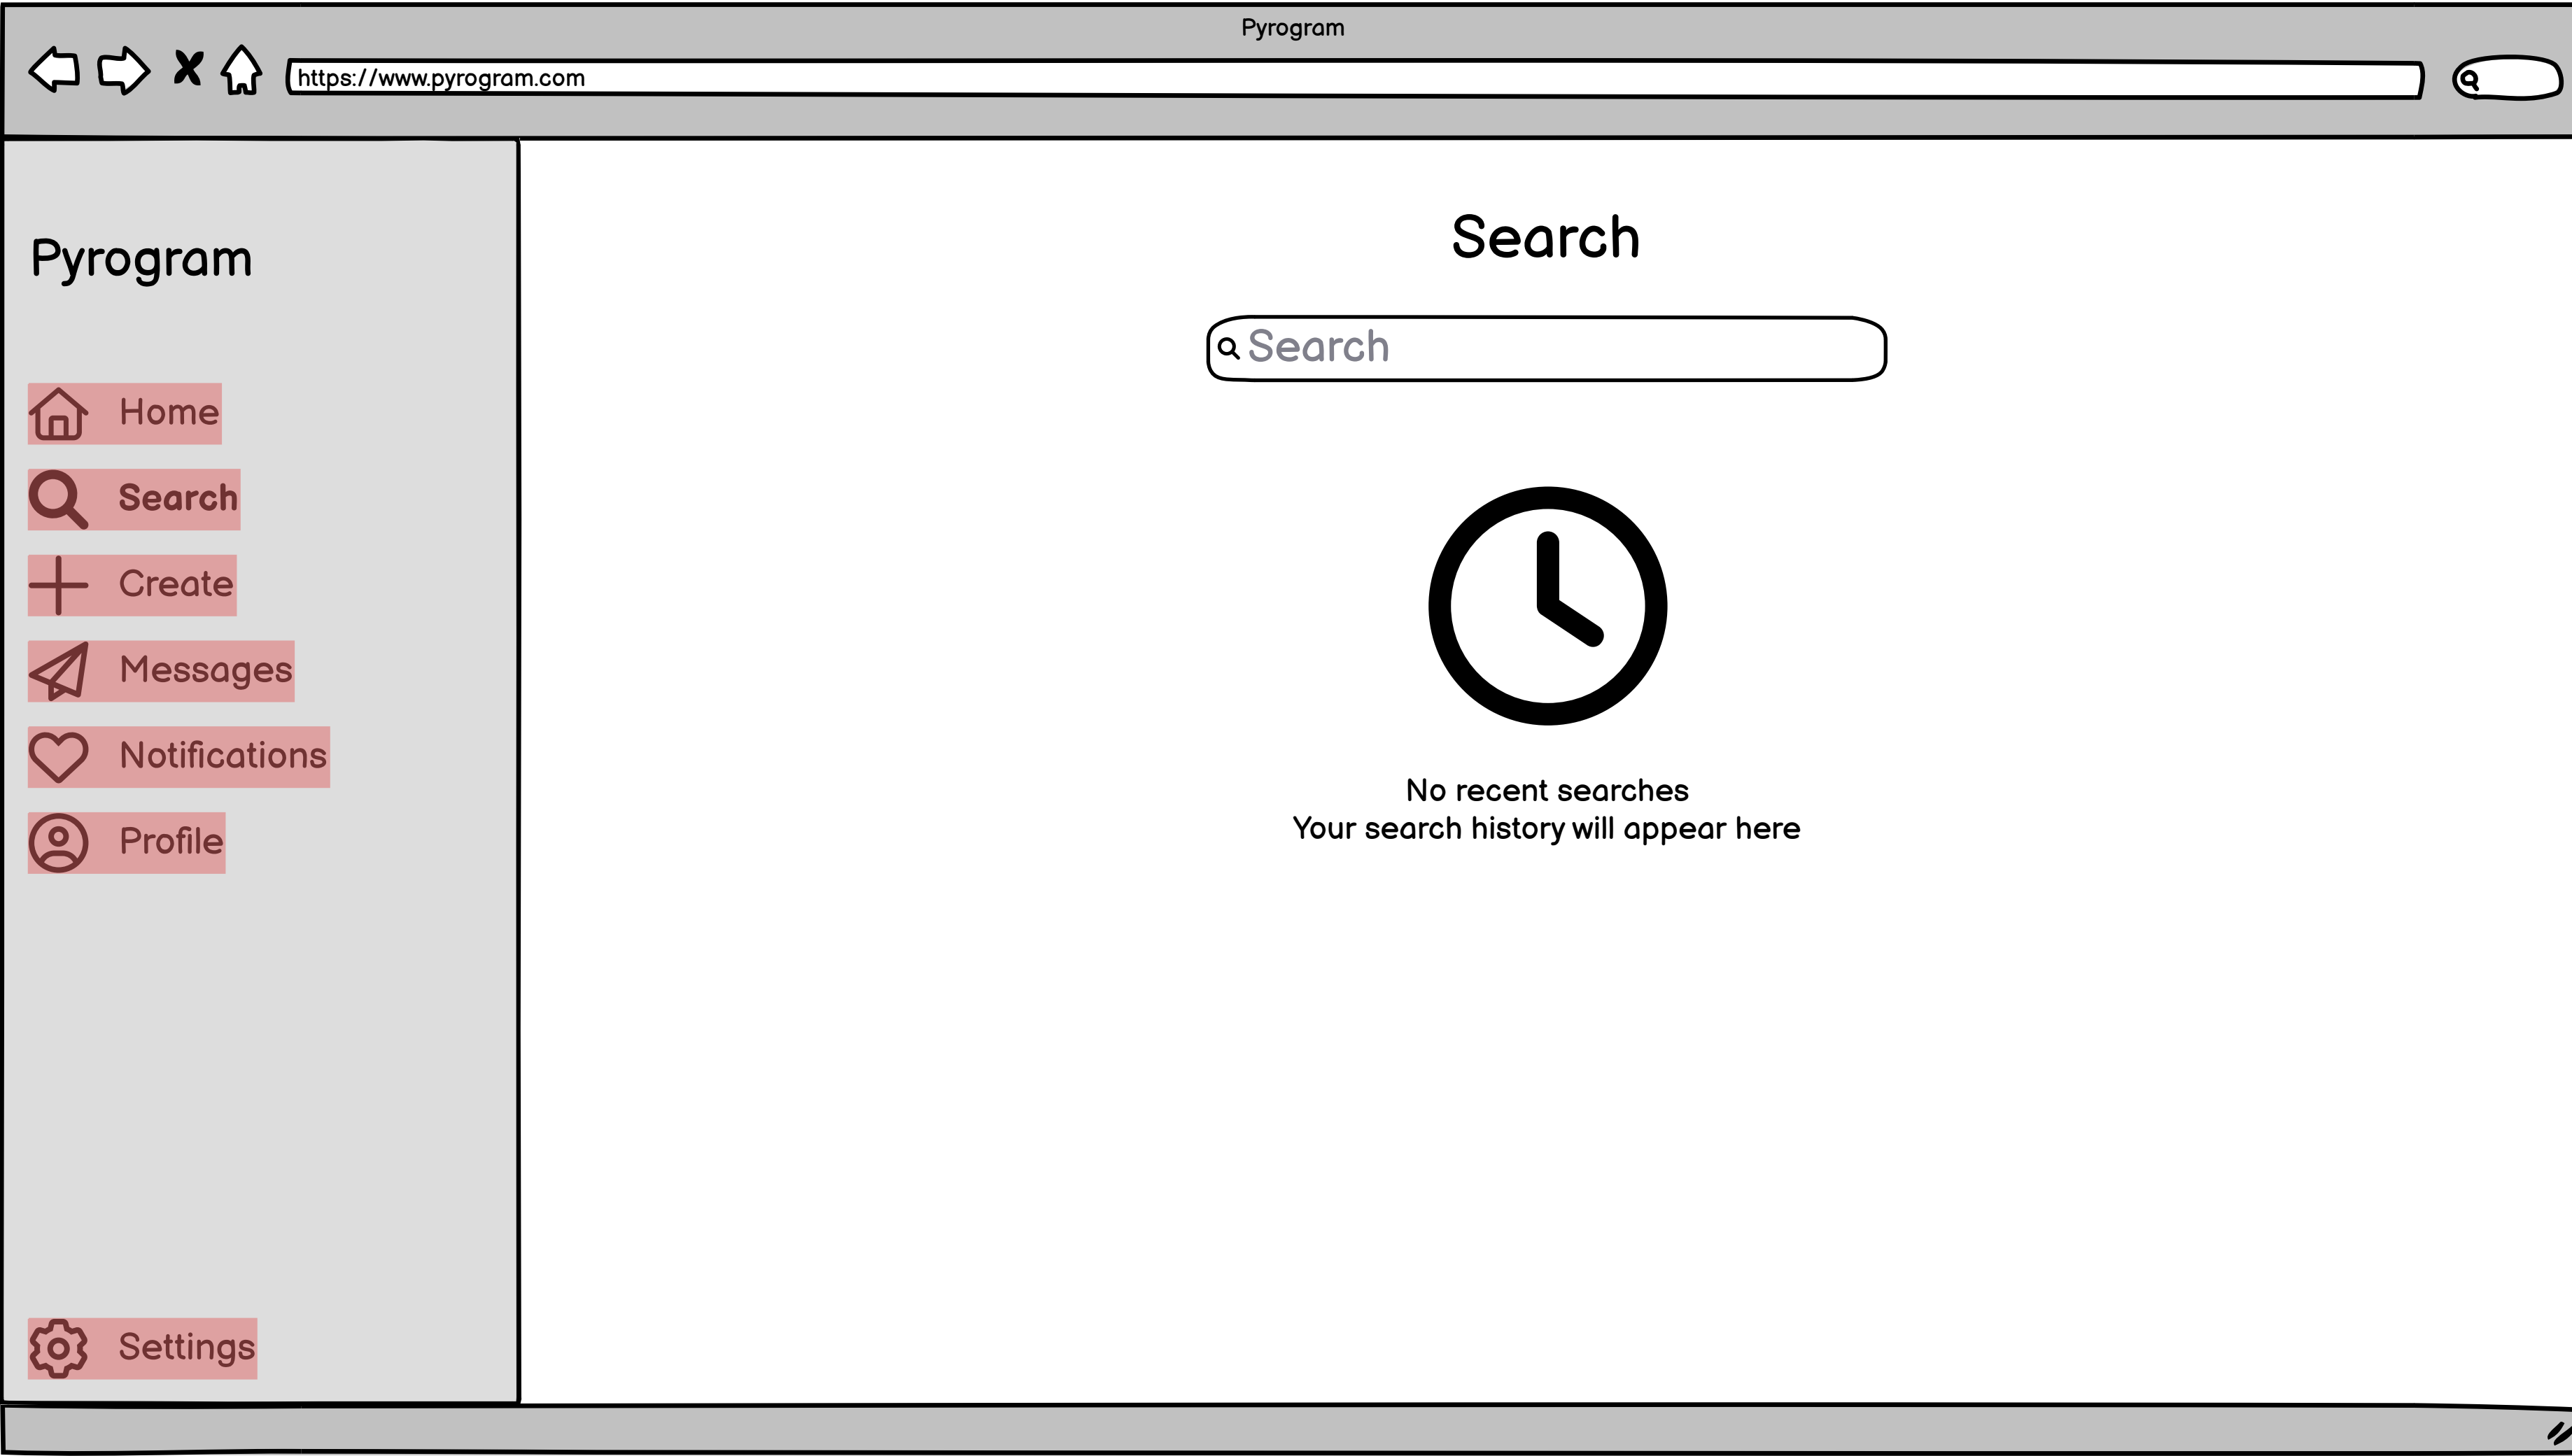 Pyrogram
https://www.pyrogram.com
Pyrogram
Home
Search
Create
Messages
Notifications
Profile
Settings
Search
Search
No recent searches
Your search history will appear here